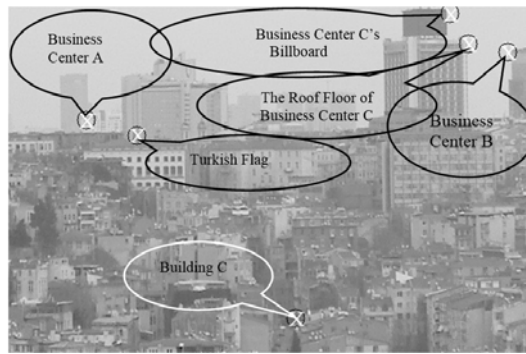 Business
Center A
Business Center C's
Billboard
The Roof Floor of
Business Center C
Business
Center B
Turkish Flag
Building C